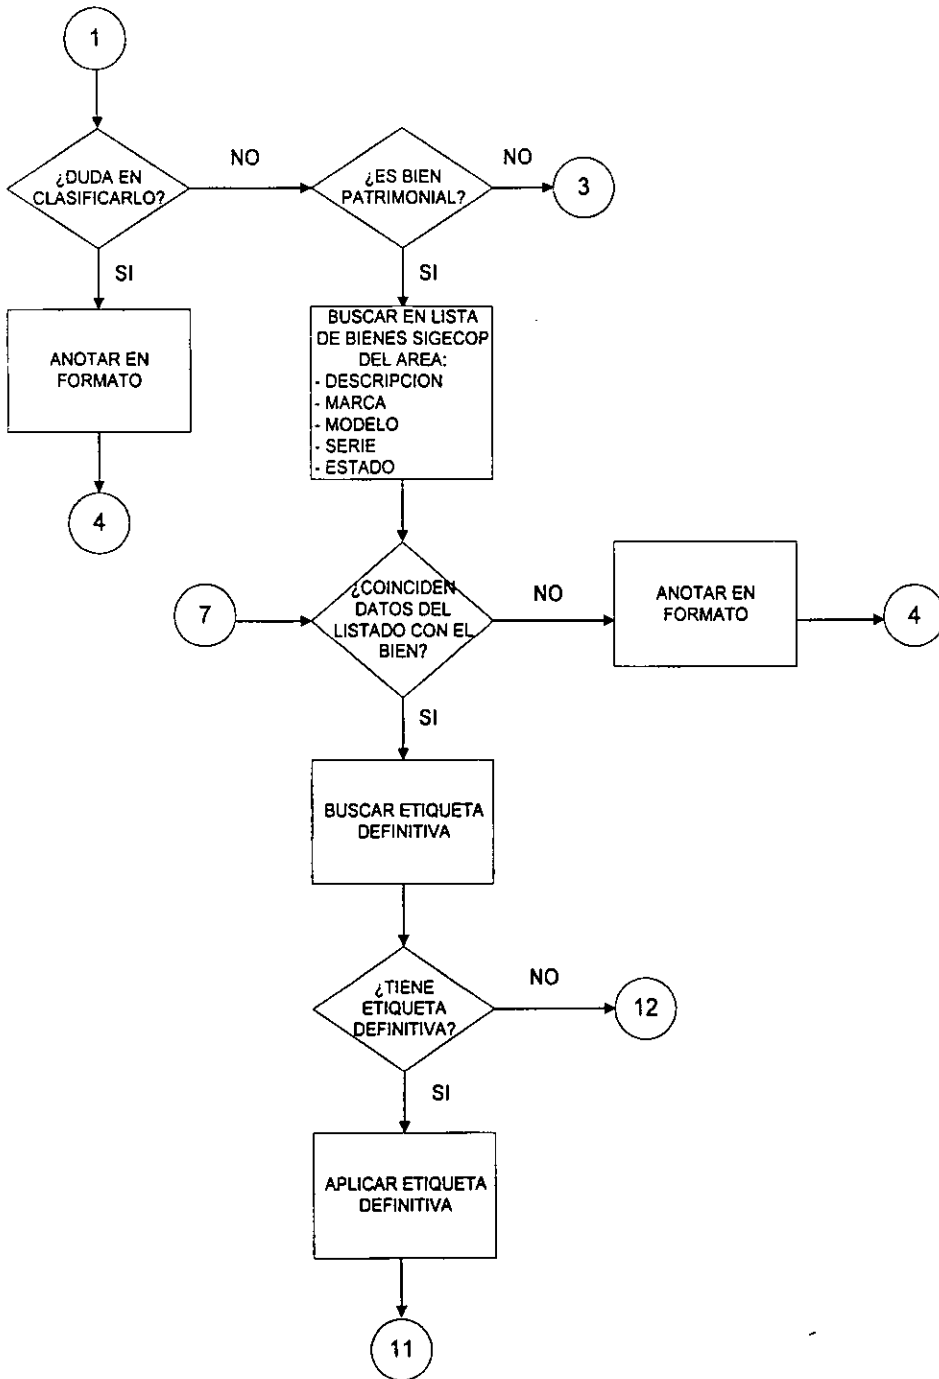 1
¿DUDA EN
CLASIFICARLO?
NO
¿ES BIEN
PATRIMONIAL?
NO
3
SI
SI
ANOTAR EN
FORMATO
BUSCAR EN LISTA
DE BIENES SIGECOP
DEL AREA:
- DESCRIPCION
- MARCA
- MODELO
- SERIE
- ESTADO
4
7
¿COINCIDEN
DATOS DEL
LISTADO CON EL
BIEN?
NO
ANOTAR EN
FORMATO
4
SI
BUSCAR ETIQUETA
DEFINITIVA
¿TIENE
ETIQUETA
DEFINITIVA?
NO
12
SI
APLICAR ETIQUETA
DEFINITIVA
11